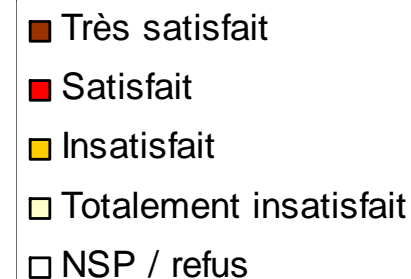 Très satisfait
Satisfait
Insatisfait
Totalement insatisfait
NSP / refus